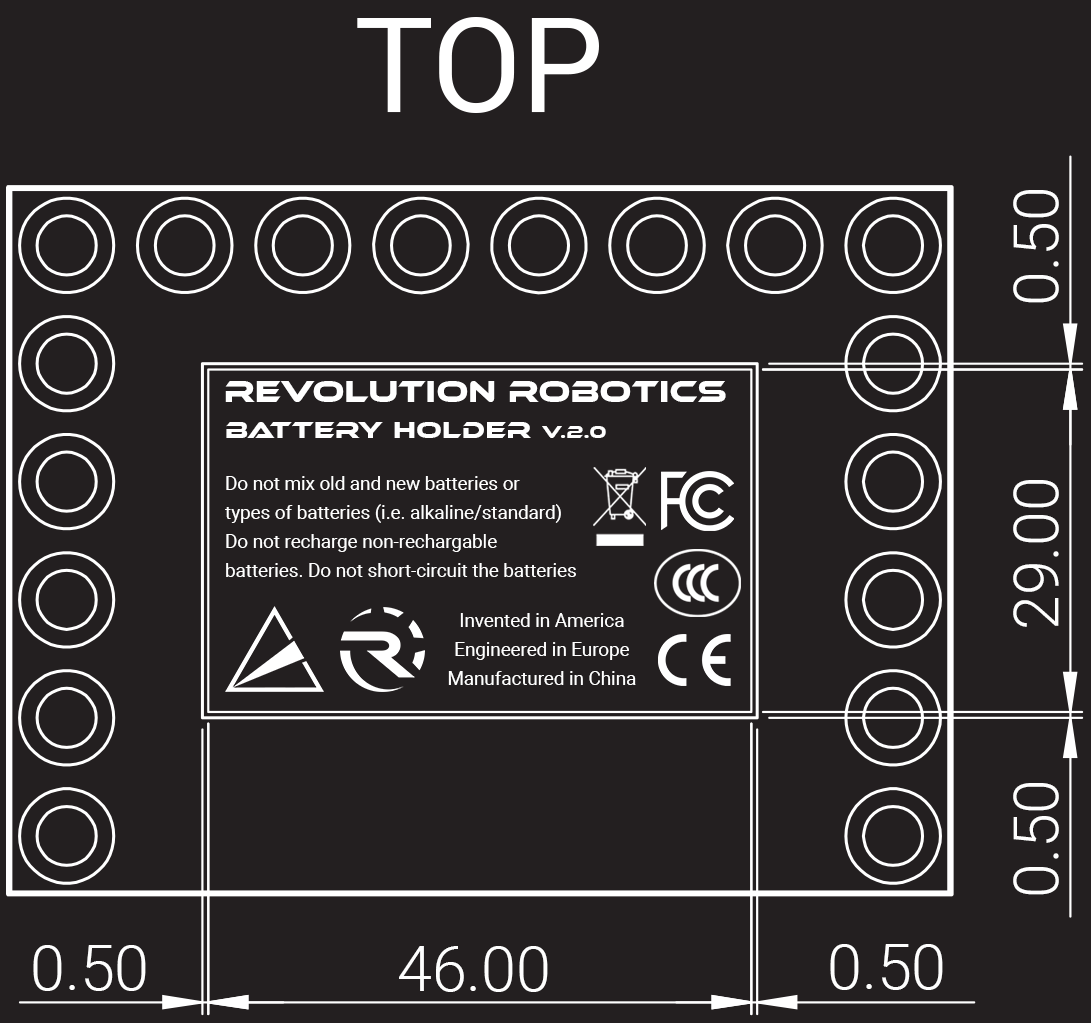 TOP
0.50
REVOLUTION ROBOTICS
BATTERY HOLDER V.2.0
Do not mix old and new batteries or
types of batteries (i.e. alkaline/standard)
Do not recharge non-rechargable
batteries. Do not short-circuit the batteries
FC
CCC
Invented in America
Engineered in Europe
Manufactured in China
R
CE
29.00
0.50
0.50
46.00
0.50